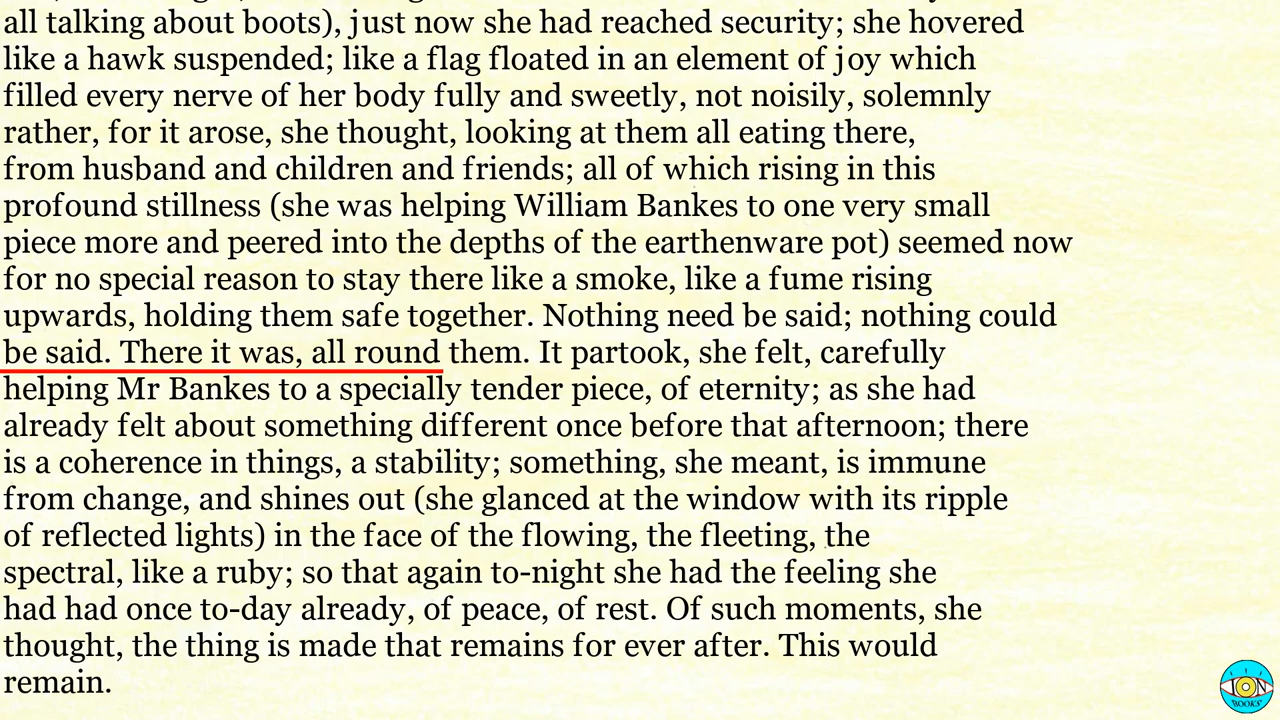 all talking about boots), just now she had reached security; she hovered
like a hawk suspended; like a flag floated in an element of joy which
filled every nerve of her body fully and sweetly, not noisily, solemnly
rather, for it arose, she thought, looking at them all eating there,
from husband and children and friends; all of which rising in this
profound stillness (she was helping William Bankes to one very small
piece more and peered into the depths of the earthenware pot) seemed now
for no special reason to stay there like a smoke, like a fume rising
upwards, holding them safe together. Nothing need be said; nothing could
be said. There it was, all round them. It partook, she felt, carefully
helping Mr Bankes to a specially tender piece, of eternity; as she had
already felt about something different once before that afternoon; there
is a coherence in things, a stability; something, she meant, is immune
from change, and shines out (she glanced at the window with its ripple
of reflected lights) in the face of the flowing, the fleeting, the
spectral, like a ruby; so that again to-night she had the feeling she
had had once to-day already, of peace, of rest. Of such moments, she
thought, the thing is made that remains for ever after. This would
remain.
ION
BOOKS